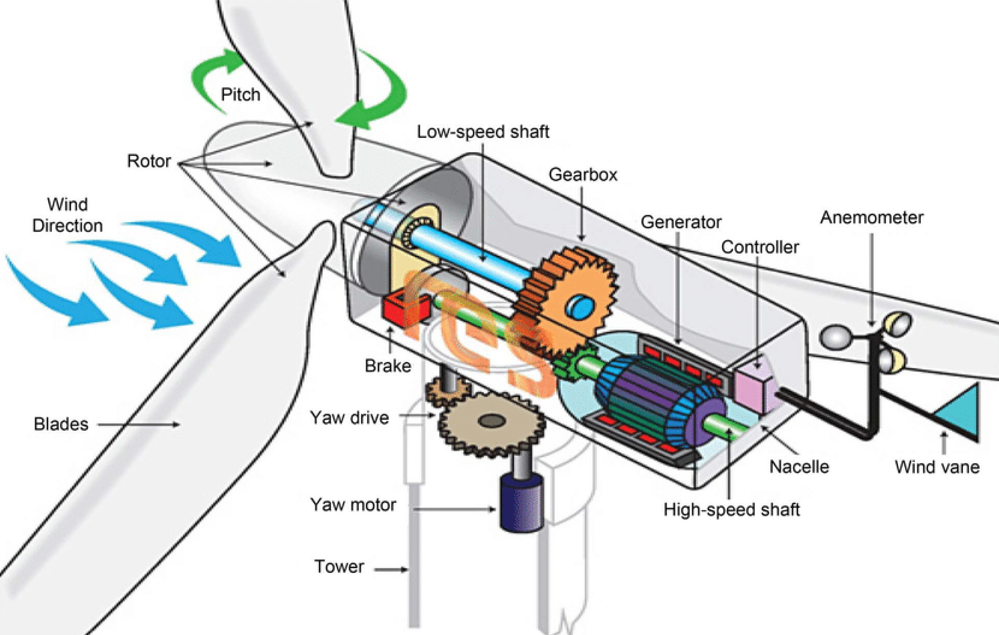 Pitch
Low-speed shaft
Rotor
Gearbox
Wind
Direction
Generator
Anemometer
Controller
Brake
Yaw drive
Blades
Nacelle
Wind vane
Yaw motor
High-speed shaft
Tower